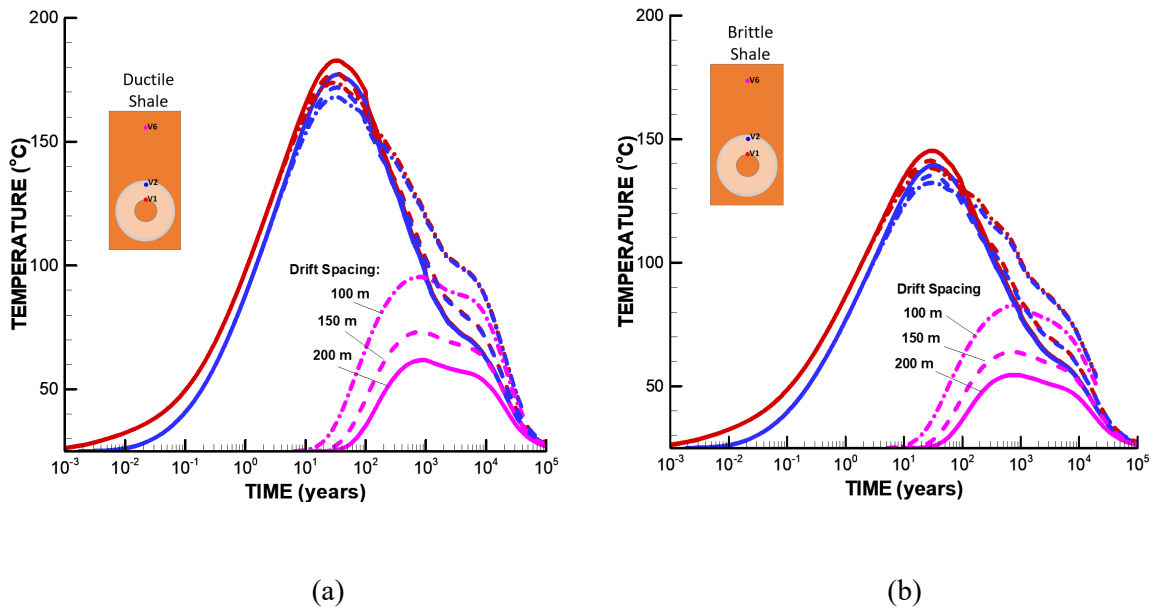 200
150
100
50
TEMPERATURE (°C)
Ductile
Shale
V6
V2
V1
Drift Spacing:
100 m
150 m
200 m
10-3
10-2
10-1
100
101
102
103
104
105
TIME (years)
(a)
200
150
100
50
TEMPERATURE (°C)
Brittle
Shale
V6
V2
V1
Drift Spacing
100 m
150 m
200 m
10-3
10-2
10-1
100
101
102
103
104
105
TIME (years)
(b)